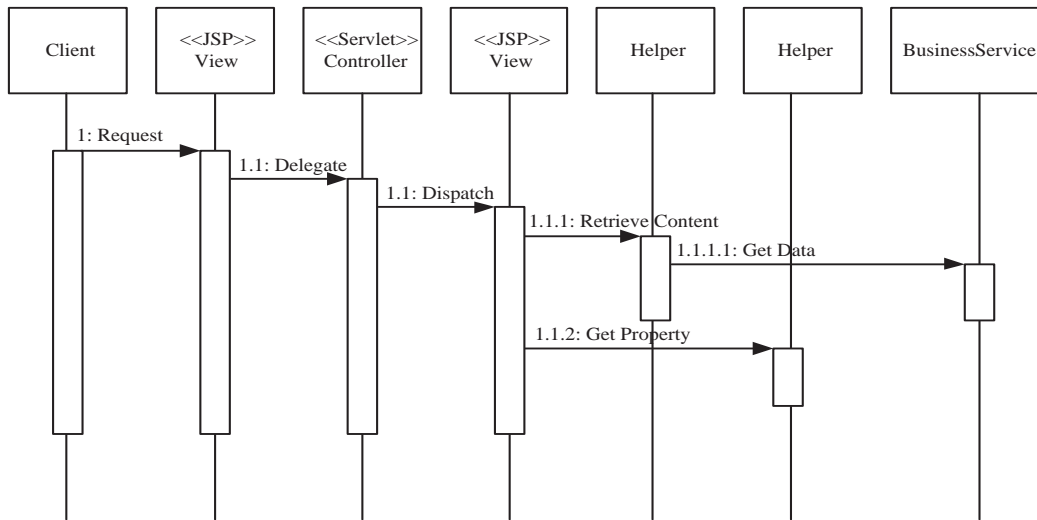 Client
<<JSP>>
View
<<Servlet>>
Controller
<<JSP>>
View
Helper
Helper
BusinessService
1: Request
1.1: Delegate
1.1: Dispatch
1.1.1: Retrieve Content
1.1.1.1: Get Data
1.1.2: Get Property